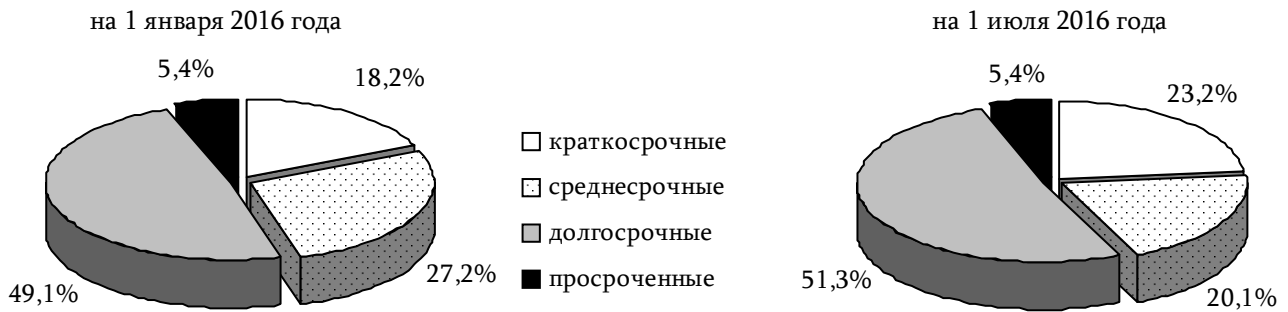 на 1 января 2016 года
5,4%
18,2%
49,1%
27,2%
краткосрочные
среднесрочные
долгосрочные
просроченные
на 1 июля 2016 года
5,4%
23,2%
51,3%
20,1%